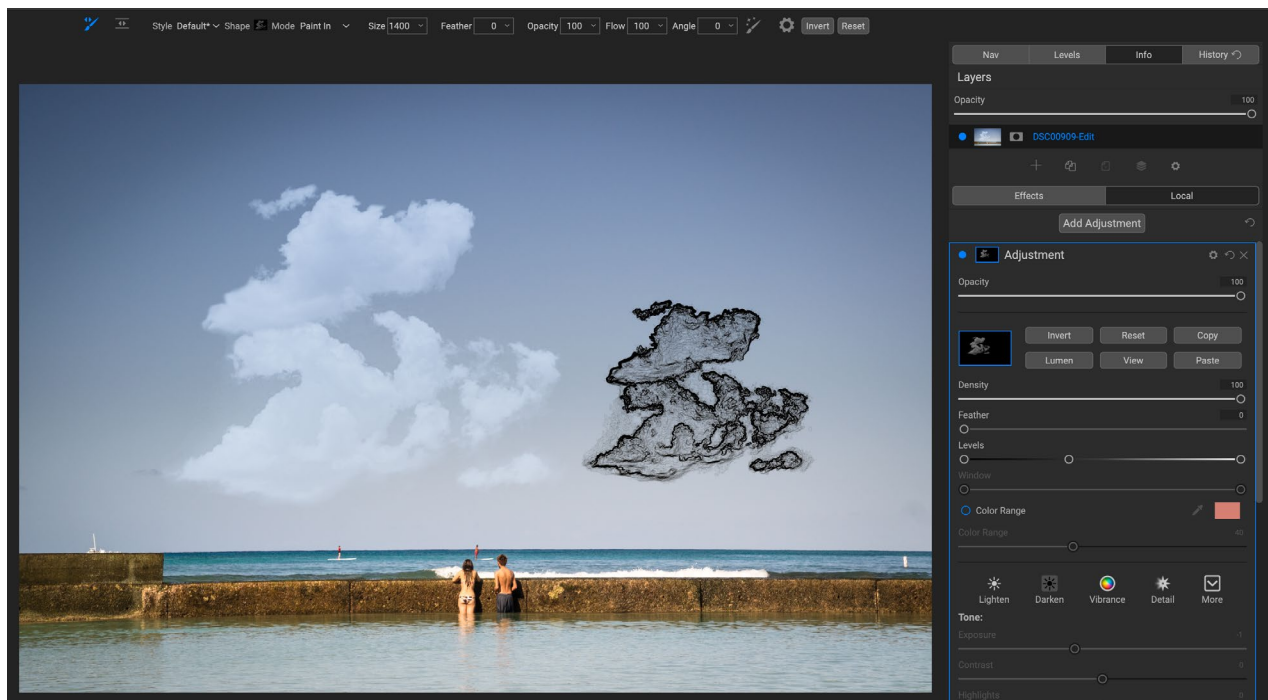 Style Default* Shape Mode Paint In Size 1400 Feather 0 Opacity 100 Flow 100 Angle 0 Invert Reset
Nav Levels Info History
Layers
Opacity 100
DSC00909-Edit
Effects Local
Add Adjustment
Adjustment
Opacity 100
Invert Reset Copy
Lumen View Paste
Density 100
Feather 0
Levels
Window
Color Range
Color Range 40
Lighten Darken Vibrance Detail More
Tone:
Exposure -1
Contrast 0
Highlights 0